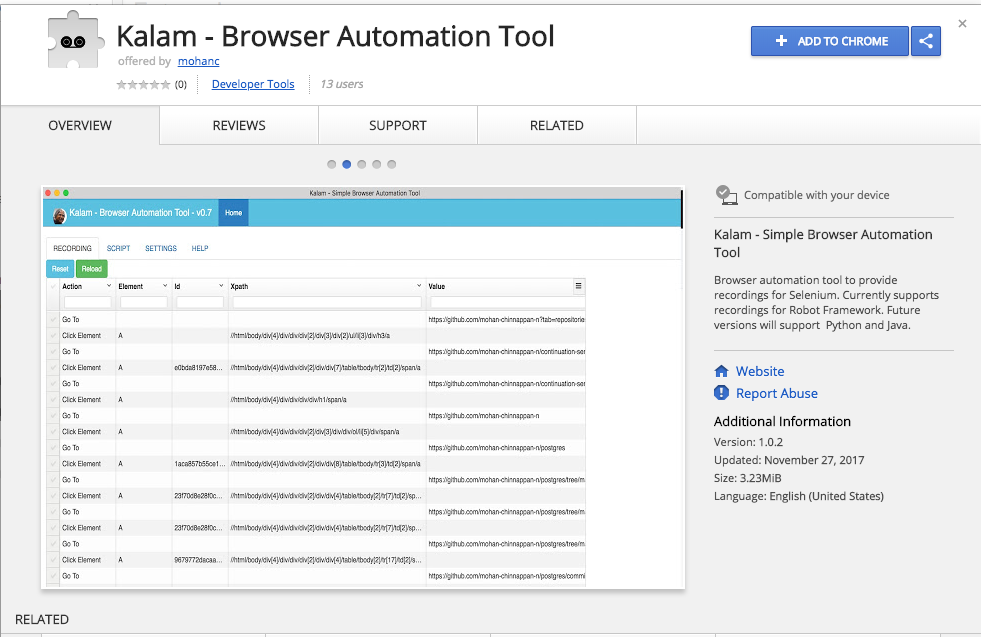 Kalam - Browser Automation Tool
offered by mohanc
(0) Developer Tools 13 users
ADD TO CHROME
OVERVIEW REVIEWS SUPPORT RELATED
Kalam - Simple Browser Automation Tool
Kalam - Browser Automation Tool - v0.7 Home
RECORDING SCRIPT SETTINGS HELP
Reset Reload
Action Element Id Xpath Value
Go To https://github.com/mohan-chinnappan-n?tab=repositories
Click Element A //html/body/div[4]/div/div/div[2]/div[3]/div[2]/ul/li[3]/div/h3/a
Go To https://github.com/mohan-chinnappan-n/continuation-ser
Click Element A e0bda8197e58... //html/body/div[4]/div/div/div[2]/div/div[7]/table/tbody/tr[2]/td[2]/span/a
Go To https://github.com/mohan-chinnappan-n/continuation-ser
Click Element A //html/body/div[4]/div/div/div/div/h1/span/a
Go To https://github.com/mohan-chinnappan-n
Click Element A //html/body/div[4]/div/div/div[2]/div[3]/div/div/ol/li[5]/div/span/a
Go To https://github.com/mohan-chinnappan-n/postgres
Click Element A 1aca857b55ce1... //html/body/div[4]/div/div/div[2]/div/div[8]/table/tbody/tr[3]/td[2]/span/a
Go To https://github.com/mohan-chinnappan-n/postgres/tree/m
Click Element A 23f70d8e28f0c... //html/body/div[4]/div/div/div[2]/div/div[4]/table/tbody[2]/tr[7]/td[2]/sp...
Go To https://github.com/mohan-chinnappan-n/postgres/tree/m
Click Element A 23f70d8e28f0c... //html/body/div[4]/div/div/div[2]/div/div[4]/table/tbody[2]/tr[7]/td[2]/sp...
Go To https://github.com/mohan-chinnappan-n/postgres/tree/m
Click Element A 9679772dacaa... //html/body/div[4]/div/div/div[2]/div/div[4]/table/tbody[2]/tr[17]/td[2]/s...
Go To https://github.com/mohan-chinnappan-n/postgres/commi
Compatible with your device
Kalam - Simple Browser Automation
Tool
Browser automation tool to provide
recordings for Selenium. Currently supports
recordings for Robot Framework. Future
versions will support Python and Java.
Website
Report Abuse
Additional Information
Version: 1.0.2
Updated: November 27, 2017
Size: 3.23MiB
Language: English (United States)
RELATED